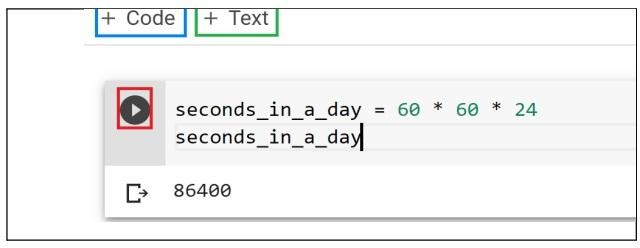 + Code + Text
seconds_in_a_day = 60 * 60 * 24
seconds_in_a_day
86400